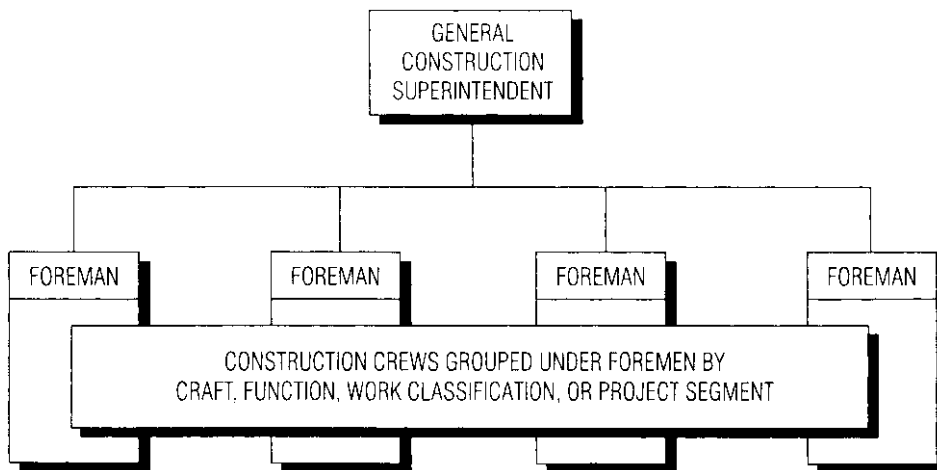 GENERAL
CONSTRUCTION
SUPERINTENDENT
FOREMAN
FOREMAN
FOREMAN
FOREMAN
CONSTRUCTION CREWS GROUPED UNDER FOREMEN BY
CRAFT, FUNCTION, WORK CLASSIFICATION, OR PROJECT SEGMENT